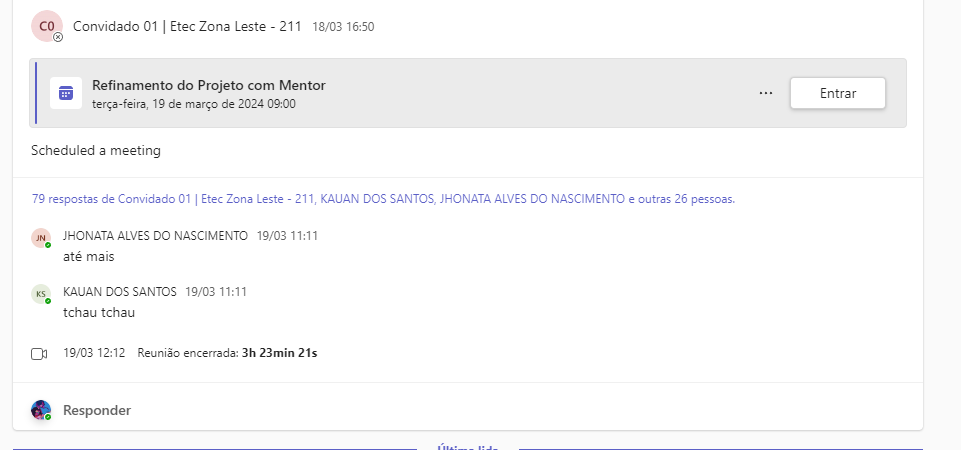 C0 Convidado 01 | Etec Zona Leste - 211 18/03 16:50
Refinamento do Projeto com Mentor
terça-feira, 19 de março de 2024 09:00
... Entrar
Scheduled a meeting
79 respostas de Convidado 01 | Etec Zona Leste - 211, KAUAN DOS SANTOS, JHONATA ALVES DO NASCIMENTO e outras 26 pessoas.
JN JHONATA ALVES DO NASCIMENTO 19/03 11:11
até mais
KS KAUAN DOS SANTOS 19/03 11:11
tchau tchau
19/03 12:12 Reunião encerrada: 3h 23min 21s
Responder
Última lida